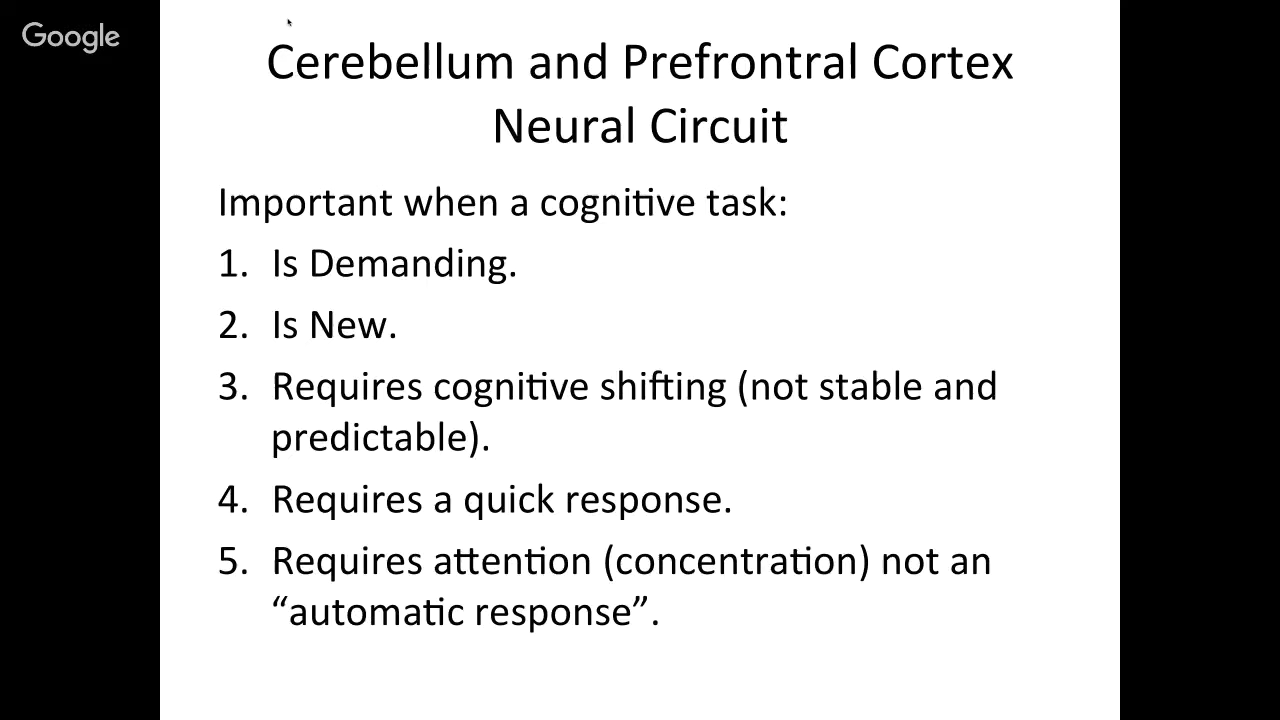 Google
Cerebellum and Prefrontral Cortex
Neural Circuit
Important when a cognitive task:
1. Is Demanding.
2. Is New.
3. Requires cognitive shifting (not stable and
predictable).
4. Requires a quick response.
5. Requires attention (concentration) not an
“automatic response”.